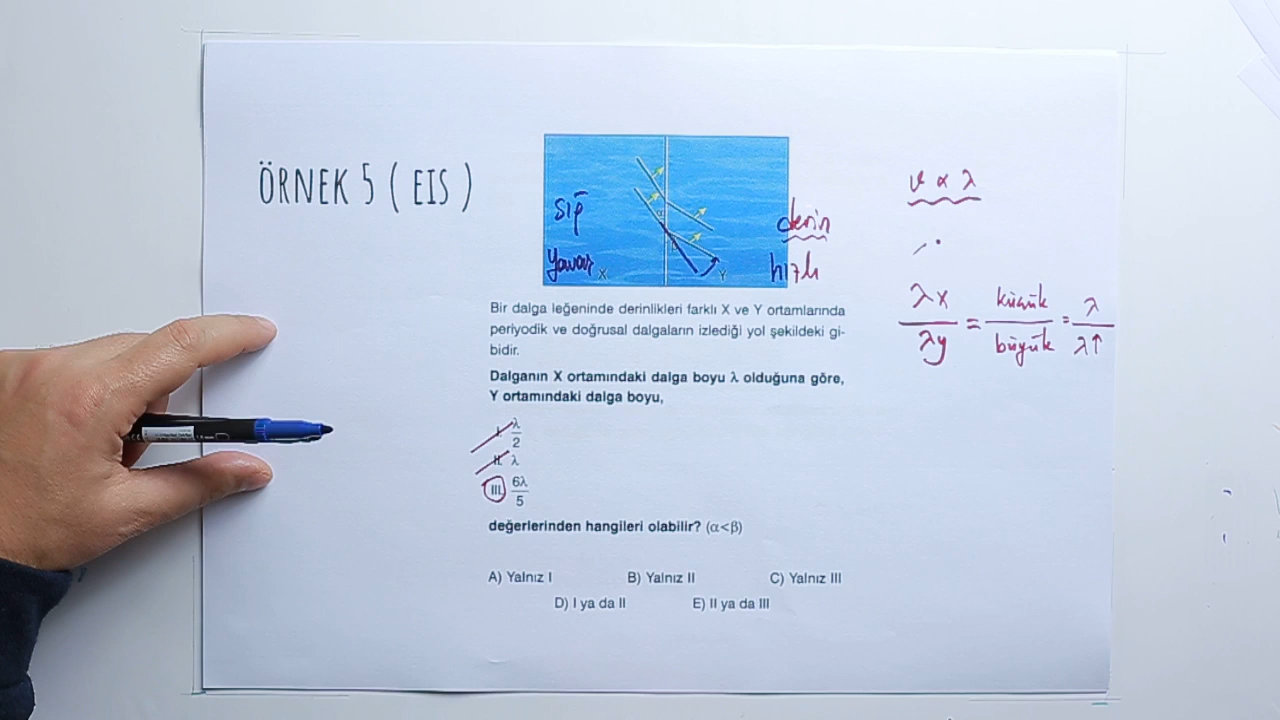 ÖRNEK 5 ( EIS )
sığ
yavaş
X
α
Y
derin
hızlı
v ∝ λ
λx
λy
=
küçük
büyük
=
λ
λ↑
Bir dalga leğeninde derinlikleri farklı X ve Y ortamlarında
periyodik ve doğrusal dalgaların izlediği yol şekildeki gi-
bidir.
Dalganın X ortamındaki dalga boyu λ olduğuna göre,
Y ortamındaki dalga boyu,
I. λ/2
II. λ
III. 6λ/5
değerlerinden hangileri olabilir? (α<β)
A) Yalnız I B) Yalnız II C) Yalnız III
D) I ya da II E) II ya da III